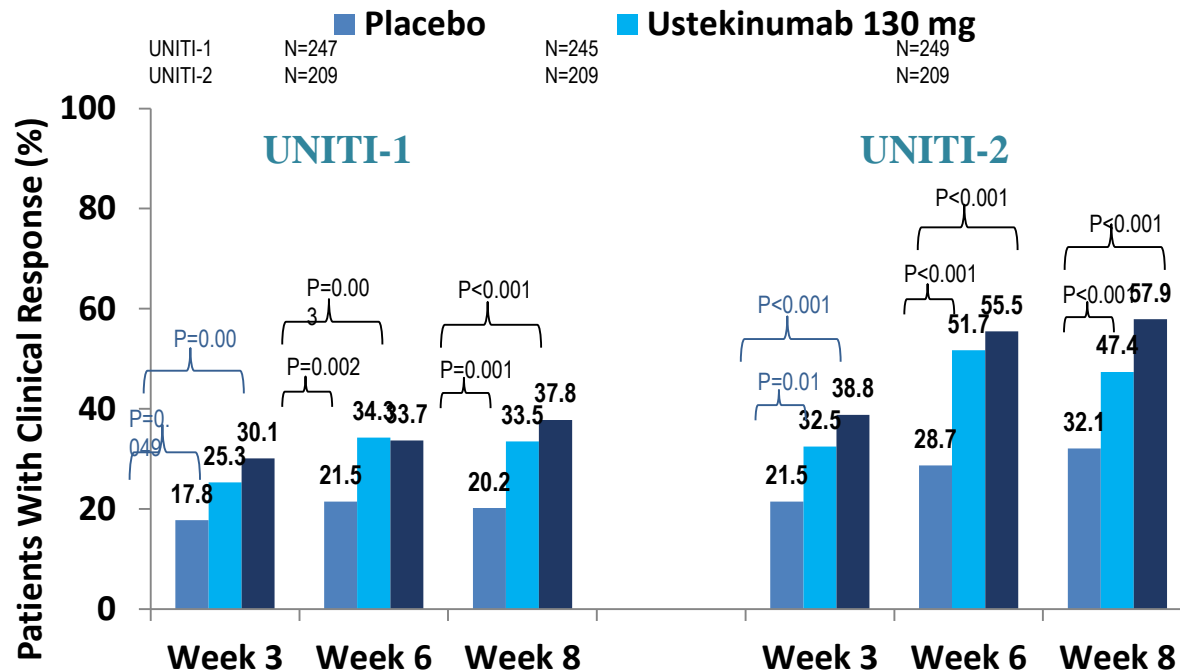 Placebo Ustekinumab 130 mg
UNITI-1 N=247 N=245 N=249
UNITI-2 N=209 N=209 N=209
Patients With Clinical Response (%)
100
80
60
40
20
0
UNITI-1
P=0.
049
P=0.00
17.8
25.3
30.1
P=0.00
3
P=0.002
21.5
34.3
33.7
P<0.001
P=0.001
20.2
33.5
37.8
UNITI-2
P<0.001
P=0.01
21.5
32.5
38.8
P<0.001
P<0.001
28.7
51.7
55.5
P<0.001
P<0.001
32.1
47.4
57.9
Week 3 Week 6 Week 8 Week 3 Week 6 Week 8